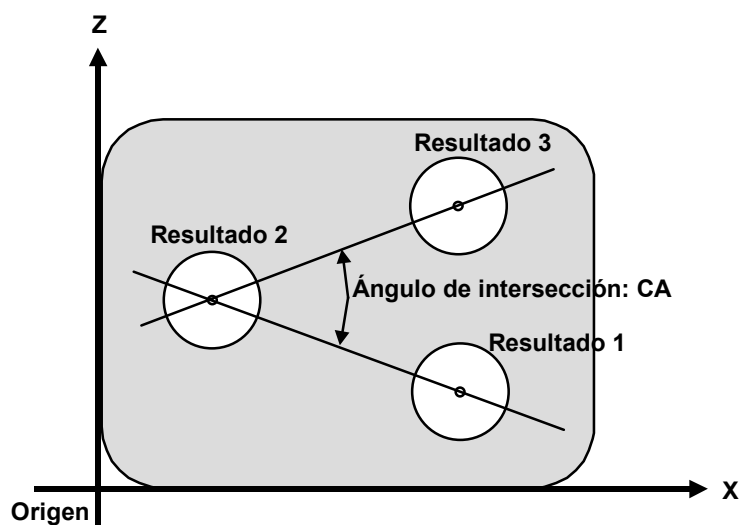 Z
Resultado 3
Resultado 2
Ángulo de intersección: CA
Resultado 1
X
Origen